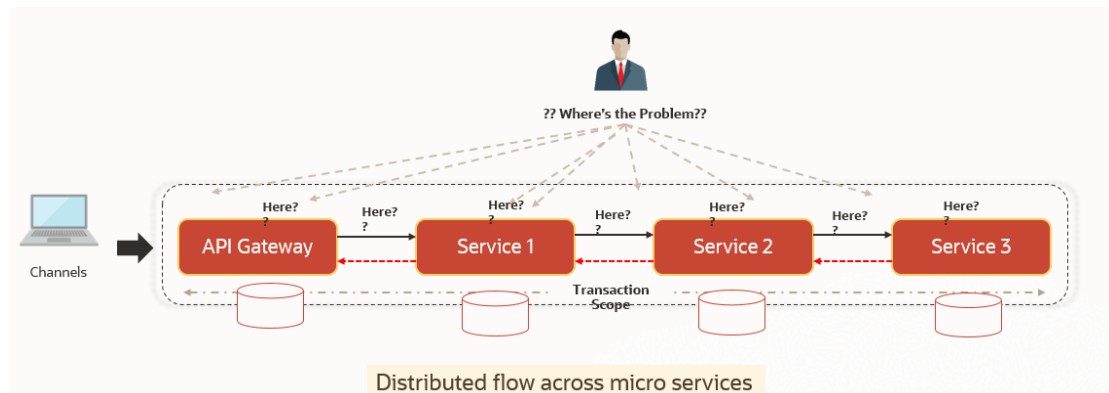 ?? Where's the Problem??
Here?
?
Here?
?
Here?
?
Here?
?
Here?
?
Here?
?
Here?
?
API Gateway
Service 1
Service 2
Service 3
Channels
Transaction
Scope
Distributed flow across micro services